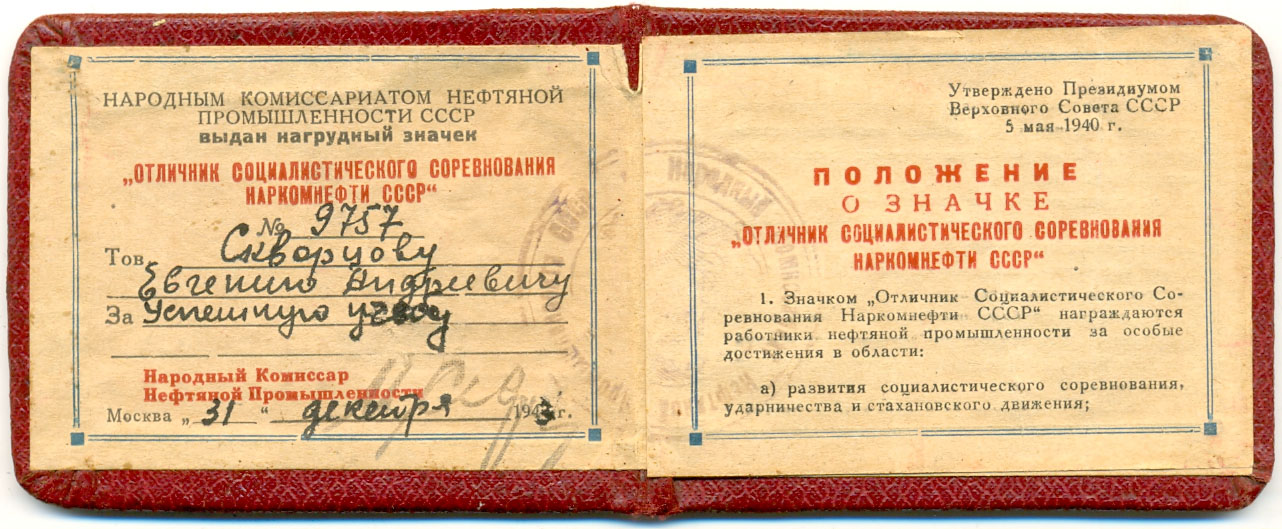 НАРОДНЫМ КОМИССАРИАТОМ НЕФТЯНОЙ
ПРОМЫШЛЕННОСТИ СССР
выдан нагрудный значек
„ОТЛИЧНИК СОЦИАЛИСТИЧЕСКОГО СОРЕВНОВАНИЯ
НАРКОМНЕФТИ СССР“
№ 9757
Тов. Скворцову
Евгению Андреевичу
За Успешную учебу
Народный Комиссар
Нефтяной Промышленности
Москва „31“ декабря 1943 г.
Утверждено Президиумом
Верховного Совета СССР
5 мая 1940 г.
ПОЛОЖЕНИЕ
О ЗНАЧКЕ
„ОТЛИЧНИК СОЦИАЛИСТИЧЕСКОГО СОРЕВНОВАНИЯ
НАРКОМНЕФТИ СССР“
1. Значком „Отличник Социалистического Со-
ревнования Наркомнефти СССР“ награждаются
работники нефтяной промышленности за особые
достижения в области:
а) развития социалистического соревнования,
ударничества и стахановского движения;